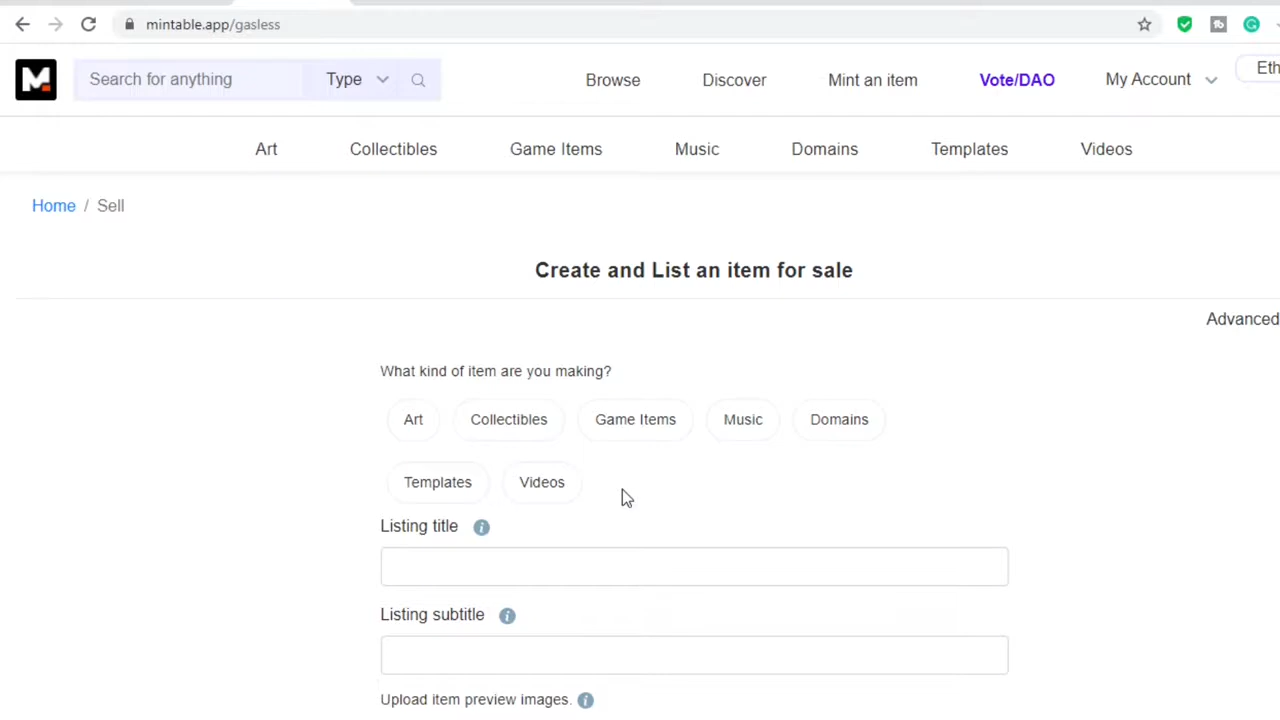 mintable.app/gasless
M
Search for anything Type Browse Discover Mint an item Vote/DAO My Account Eth
Art Collectibles Game Items Music Domains Templates Videos
Home / Sell
Create and List an item for sale
Advanced
What kind of item are you making?
Art Collectibles Game Items Music Domains
Templates Videos
Listing title i
Listing subtitle i
Upload item preview images. i